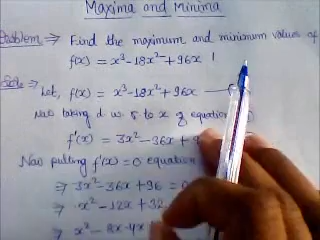 Maxima and Minima
Problem ⇒ Find the maximum and minimum values of
f(x) = x³-18x²+96x
Soln ⇒ Let, f(x) = x³-18x²+96x
Now taking d w. r to x of equation
f'(x) = 3x²-36x+9
Now putting f'(x)=0 equation
⇒ 3x²-36x+96 = 0
⇒ x²-12x+32
⇒ x²-8x-4x